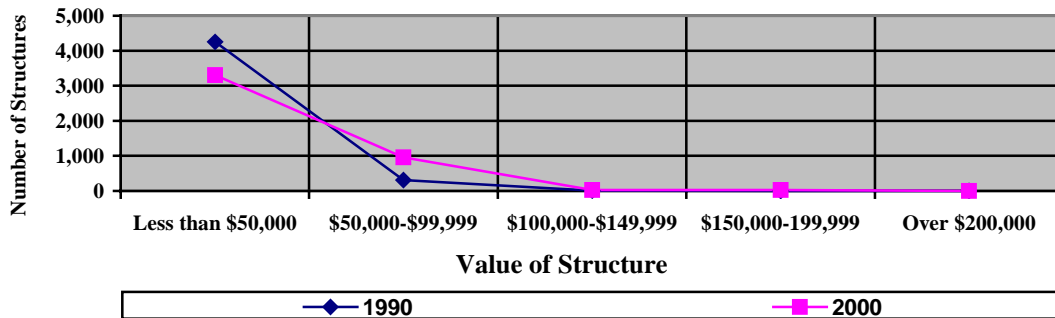 Number of Structures
5,000
4,000
3,000
2,000
1,000
0
Less than $50,000 $50,000-$99,999 $100,000-$149,999 $150,000-199,999 Over $200,000
Value of Structure
1990 2000